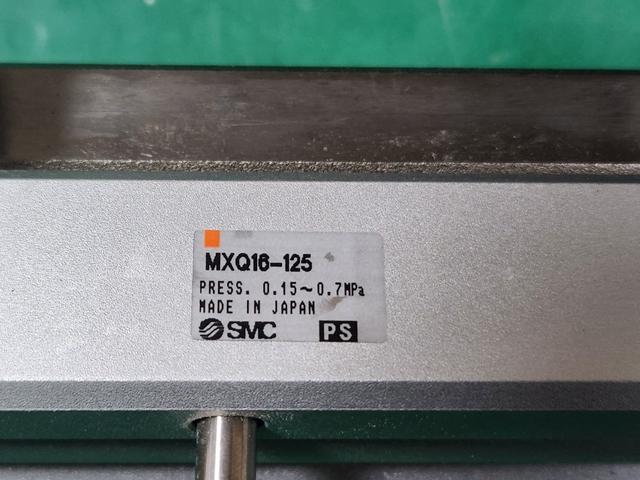 MXQ16-125
PRESS. 0.15~0.7MPa
MADE IN JAPAN
SMC PS